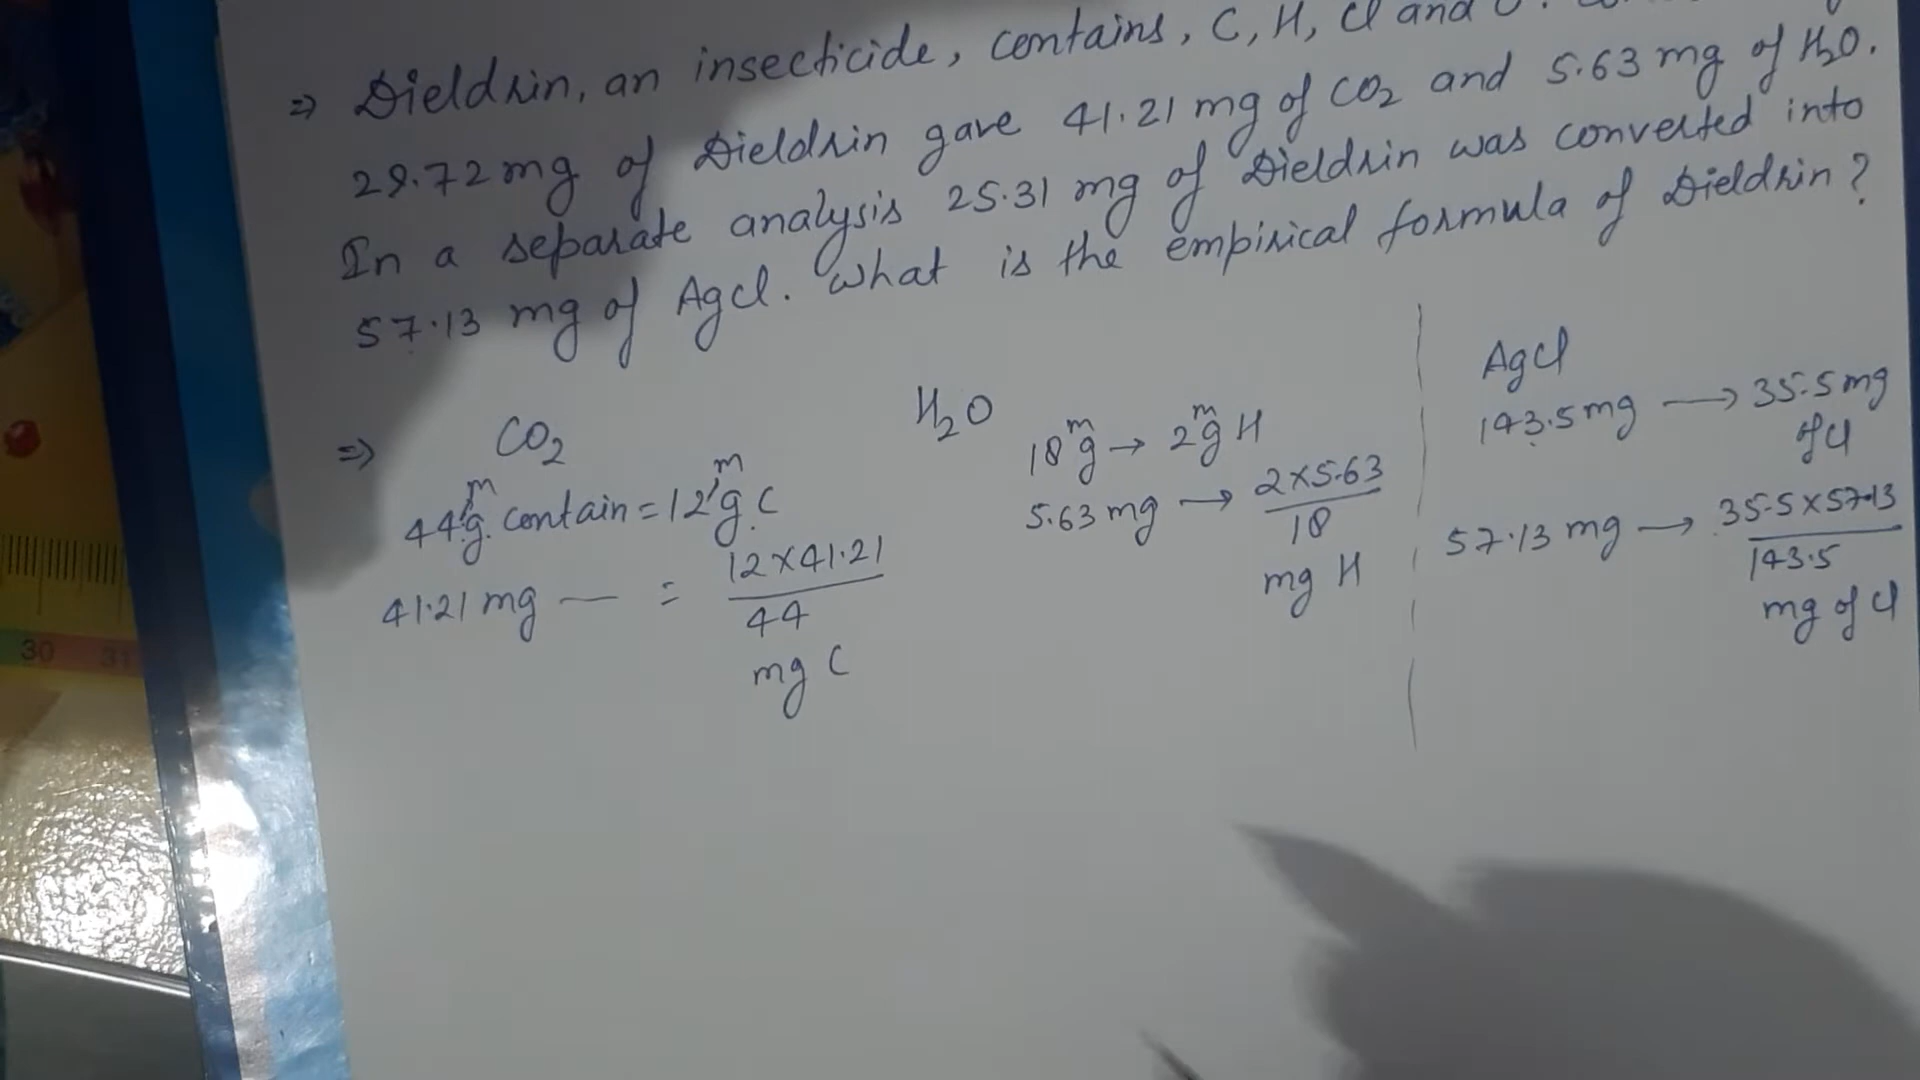 ⇒ Dieldrin, an insecticide, contains, C, H, Cl and
29.72 mg of Dieldrin gave 41.21 mg of CO₂ and 5.63 mg of H₂O.
In a separate analysis 25.31 mg of Dieldrin was converted into
57.13 mg of AgCl. What is the empirical formula of Dieldrin?
⇒ CO₂
44 mg contain = 12 mg C
41.21 mg — = 12×41.21 / 44
mg C
H₂O
18 mg → 2 mg H
5.63 mg → 2×5.63 / 18
mg H
AgCl
143.5 mg → 35.5 mg
of Cl
57.13 mg → 35.5×57.13 / 143.5
mg of Cl
30 31